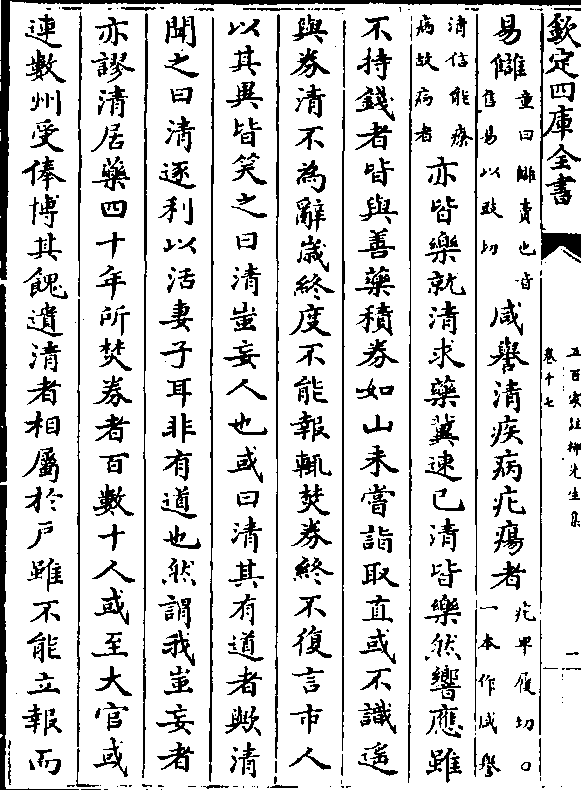 欽定四庫全書
五百家註柳先生集
卷十七
一
易讎童曰讎賣也音售易以豉切咸譽清疾病疕瘍者疕卑履切○一本作咸譽
清信能療病故病者亦皆樂就清求藥冀速已清皆樂然響應雖
不持錢者皆與善藥積券如山未嘗詣取直或不識遥
與券清不為辭歲終度不能報輒焚券終不復言市人
以其異皆笑之曰清蚩妄人也或曰清其有道者歟清
聞之曰清逐利以活妻子耳非有道也然謂我蚩妄者
亦謬清居藥四十年所焚券者百數十人或至大官或
連數州受俸博其餽遺清者相屬於戶雖不能立報而